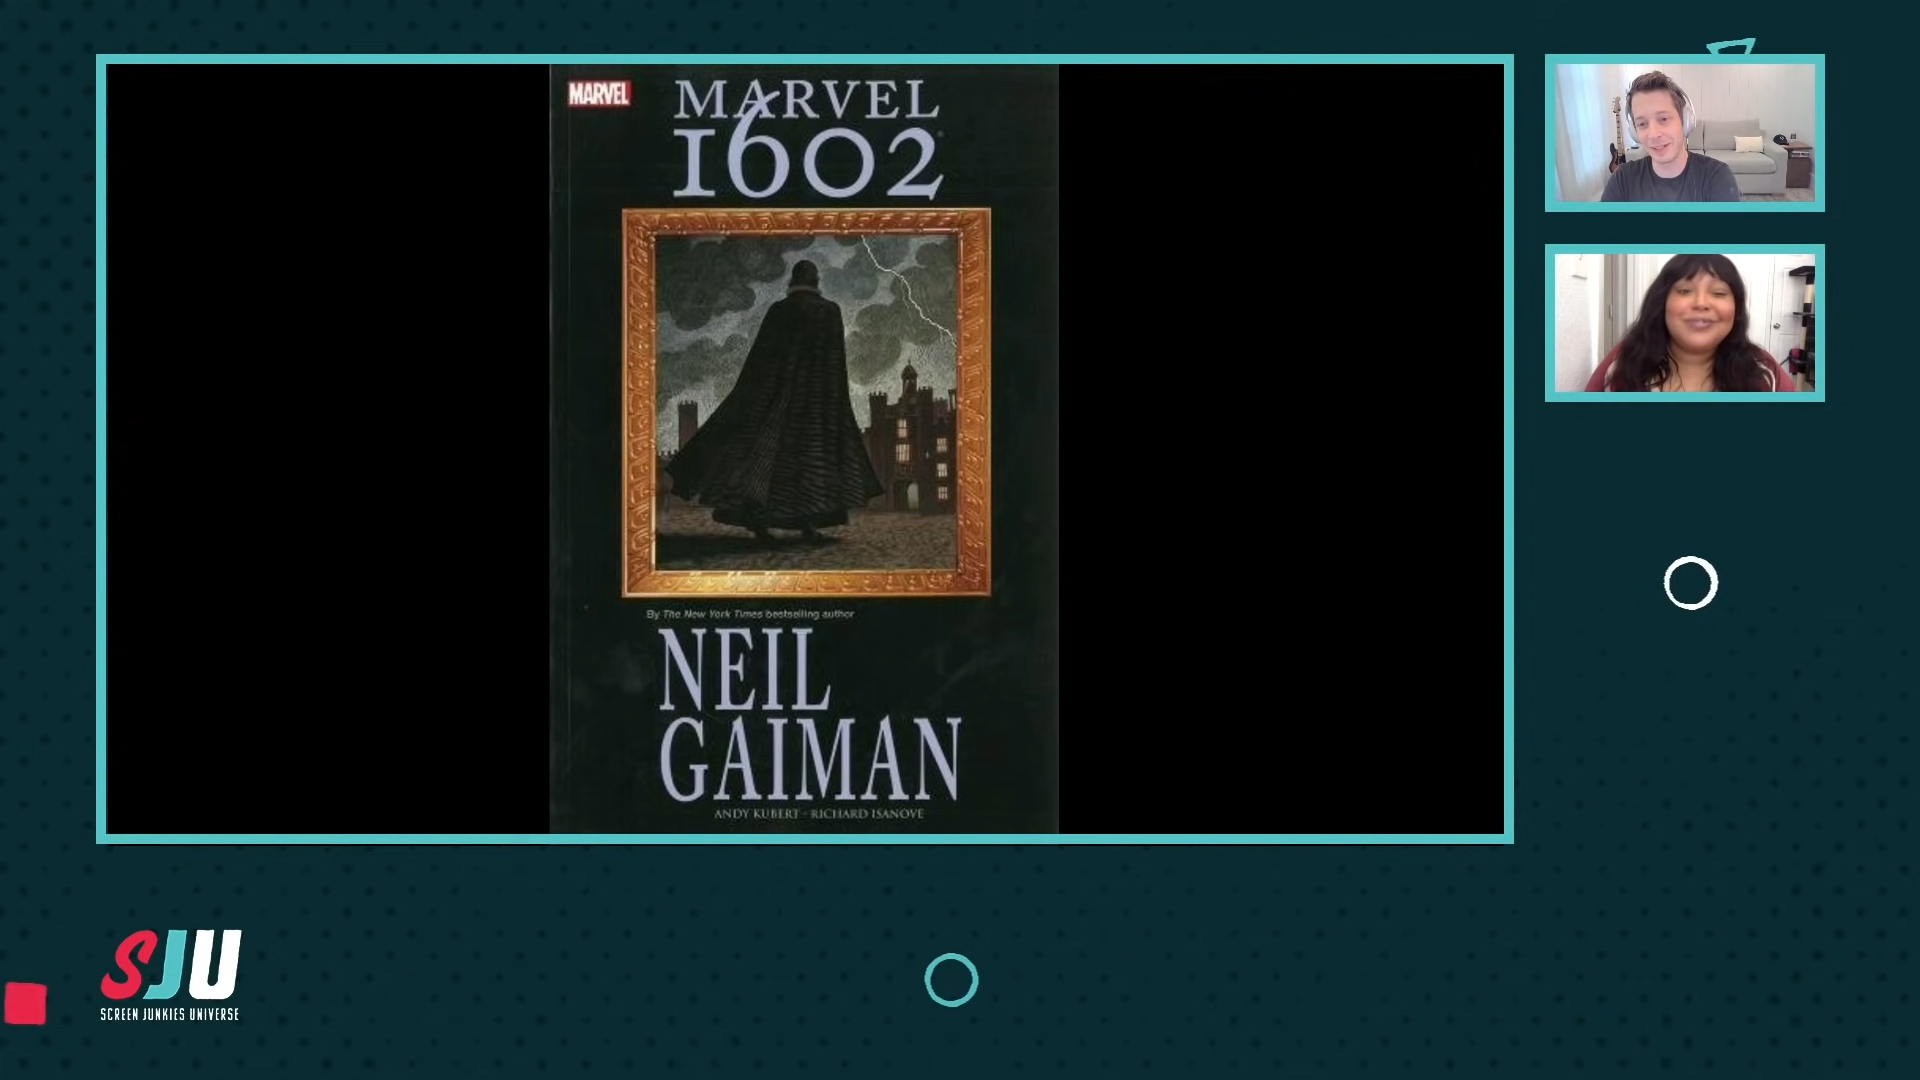 MARVEL
MARVEL
1602
By The New York Times bestselling author
NEIL
GAIMAN
ANDY KUBERT - RICHARD ISANOVE
SJU
SCREEN JUNKIES UNIVERSE